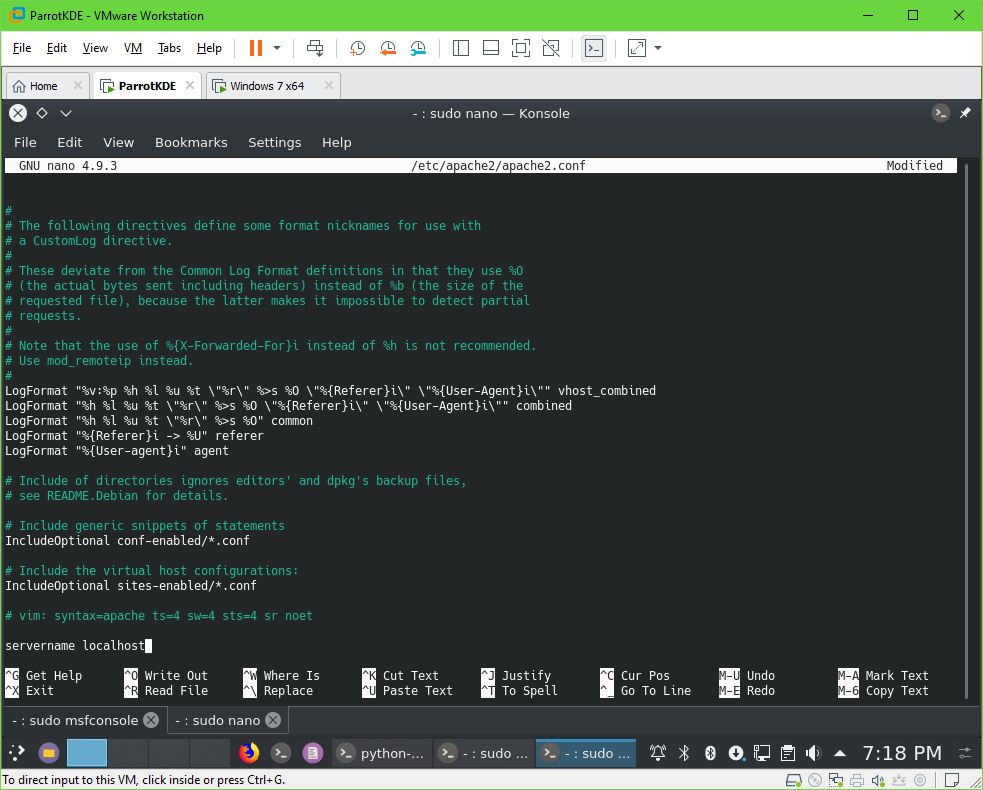 ParrotKDE - VMware Workstation
File Edit View VM Tabs Help
Home ParrotKDE Windows 7 x64
- : sudo nano — Konsole
File Edit View Bookmarks Settings Help
GNU nano 4.9.3 /etc/apache2/apache2.conf Modified
#
# The following directives define some format nicknames for use with
# a CustomLog directive.
#
# These deviate from the Common Log Format definitions in that they use %O
# (the actual bytes sent including headers) instead of %b (the size of the
# requested file), because the latter makes it impossible to detect partial
# requests.
#
# Note that the use of %{X-Forwarded-For}i instead of %h is not recommended.
# Use mod_remoteip instead.
#
LogFormat "%v:%p %h %l %u %t \"%r\" %>s %O \"%{Referer}i\" \"%{User-Agent}i\"" vhost_combined
LogFormat "%h %l %u %t \"%r\" %>s %O \"%{Referer}i\" \"%{User-Agent}i\"" combined
LogFormat "%h %l %u %t \"%r\" %>s %O" common
LogFormat "%{Referer}i -> %U" referer
LogFormat "%{User-agent}i" agent
# Include of directories ignores editors' and dpkg's backup files,
# see README.Debian for details.
# Include generic snippets of statements
IncludeOptional conf-enabled/*.conf
# Include the virtual host configurations:
IncludeOptional sites-enabled/*.conf
# vim: syntax=apache ts=4 sw=4 sts=4 sr noet
servername localhost
^G Get Help ^O Write Out ^W Where Is ^K Cut Text ^J Justify ^C Cur Pos M-U Undo M-A Mark Text
^X Exit ^R Read File ^\ Replace ^U Paste Text ^T To Spell ^_ Go To Line M-E Redo M-6 Copy Text
- : sudo msfconsole - : sudo nano
python-... - : sudo ... - : sudo ... 7:18 PM
To direct input to this VM, click inside or press Ctrl+G.